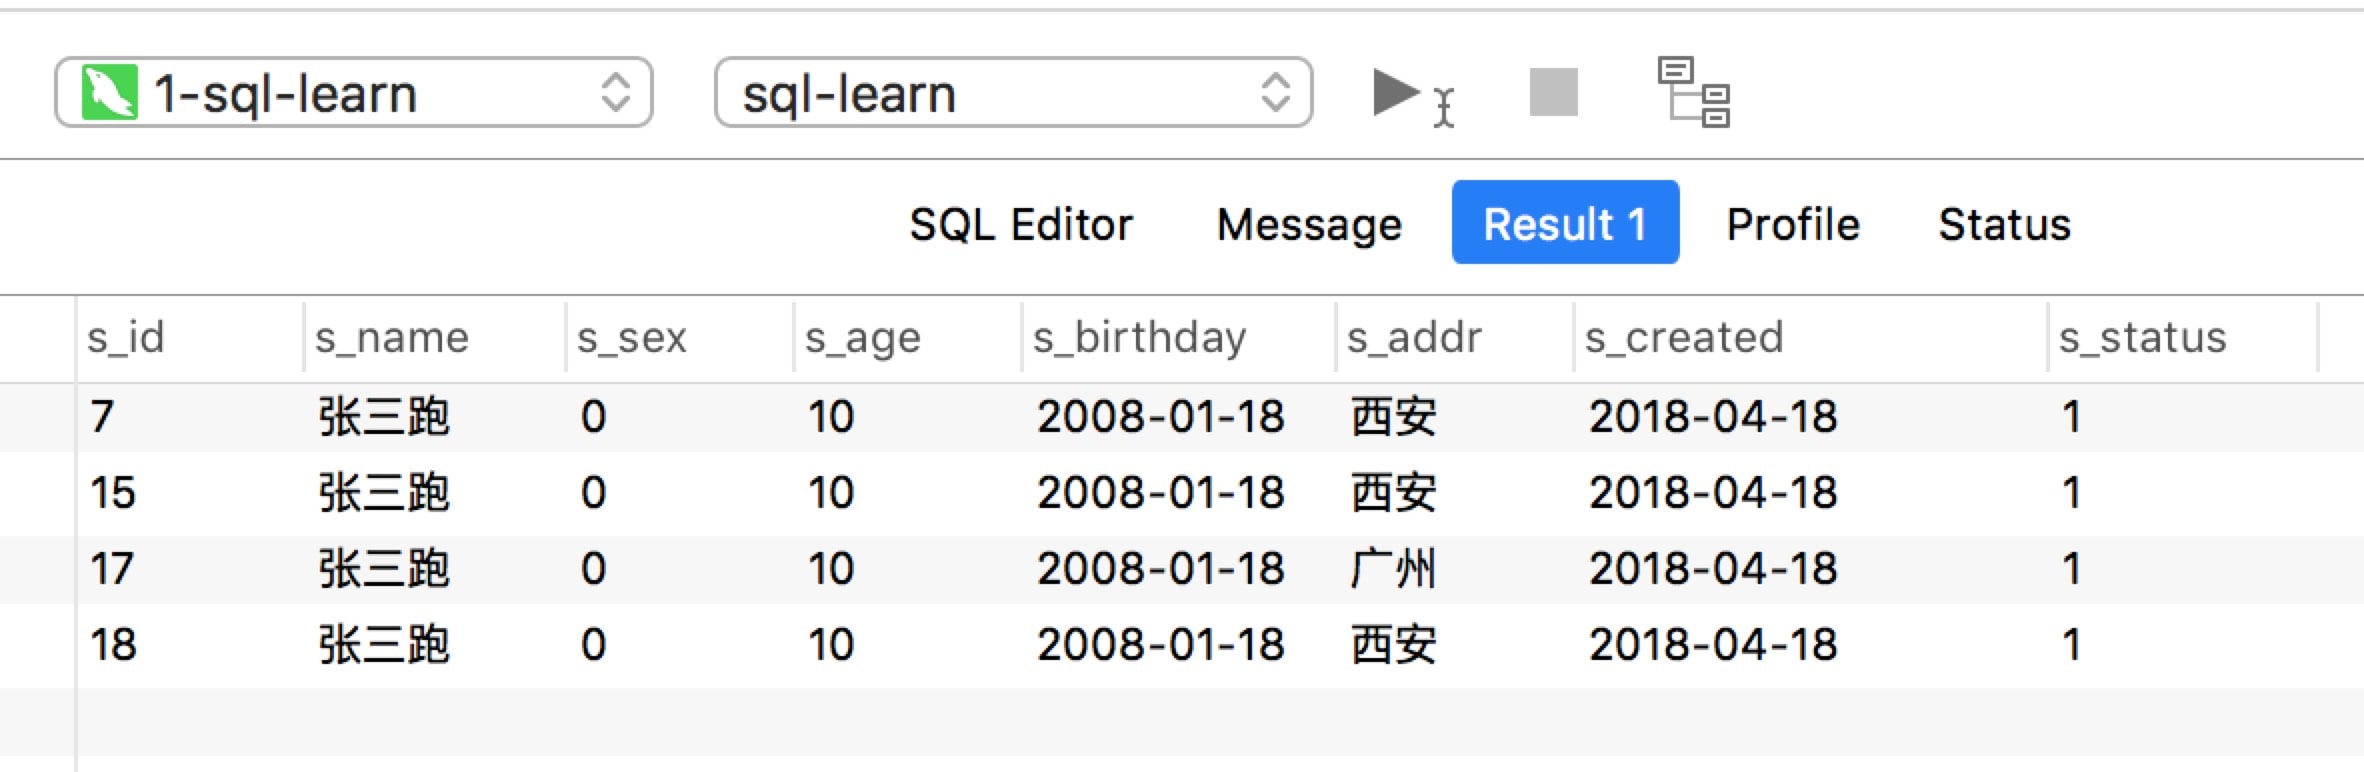 1-sql-learn sql-learn
SQL Editor Message Result 1 Profile Status
s_id s_name s_sex s_age s_birthday s_addr s_created s_status
7 张三跑 0 10 2008-01-18 西安 2018-04-18 1
15 张三跑 0 10 2008-01-18 西安 2018-04-18 1
17 张三跑 0 10 2008-01-18 广州 2018-04-18 1
18 张三跑 0 10 2008-01-18 西安 2018-04-18 1